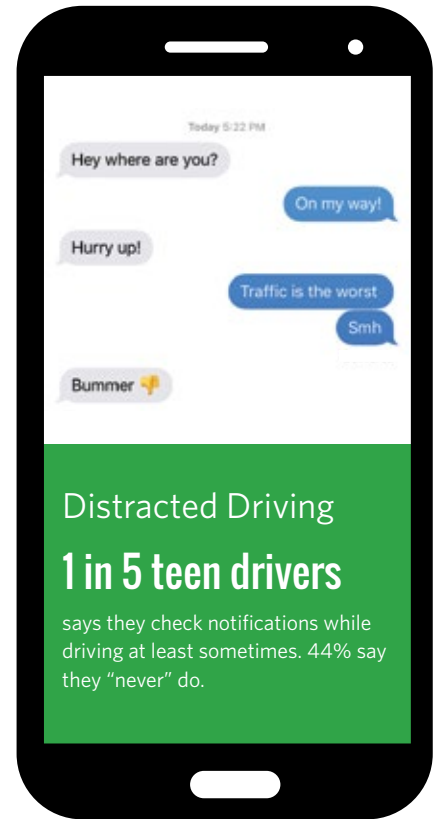 Today 5:22 PM
Hey where are you?
On my way!
Hurry up!
Traffic is the worst
Smh
Bummer 👎
Distracted Driving
1 in 5 teen drivers
says they check notifications while
driving at least sometimes. 44% say
they “never” do.